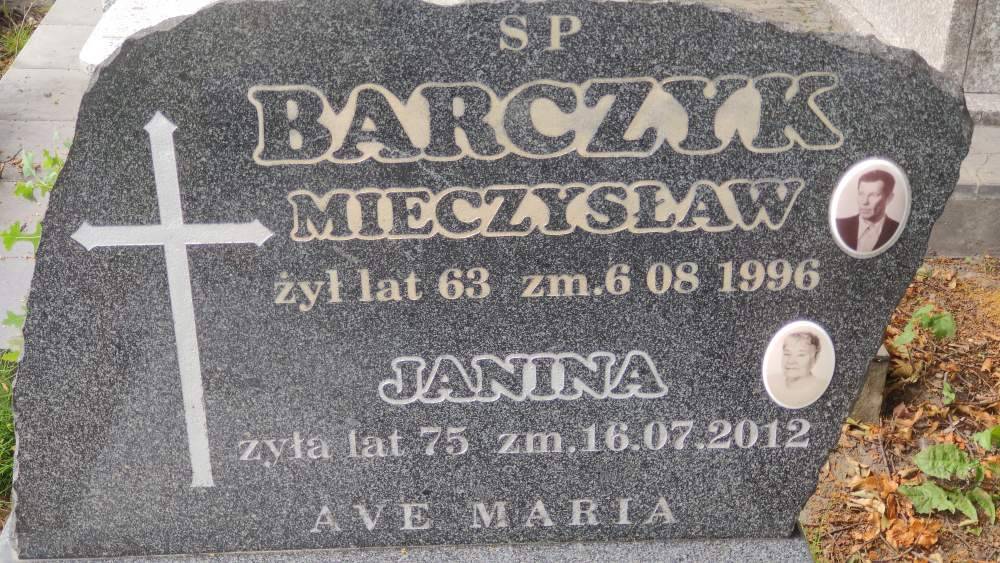 SP
BARCZYK
MIECZYSŁAW
żył lat 63 zm.6 08 1996
JANINA
żyła lat 75 zm.16.07.2012
AVE MARIA